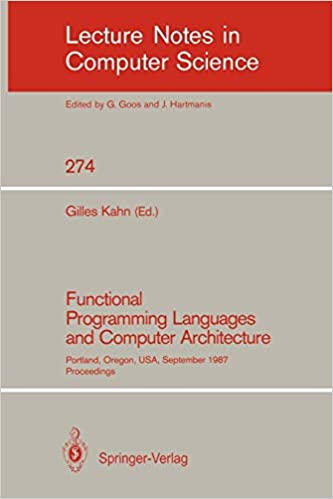 Lecture Notes in
Computer Science
Edited by G. Goos and J. Hartmanis
274
Gilles Kahn (Ed.)
Functional
Programming Languages
and Computer Architecture
Portland, Oregon, USA, September 1987
Proceedings
Springer-Verlag